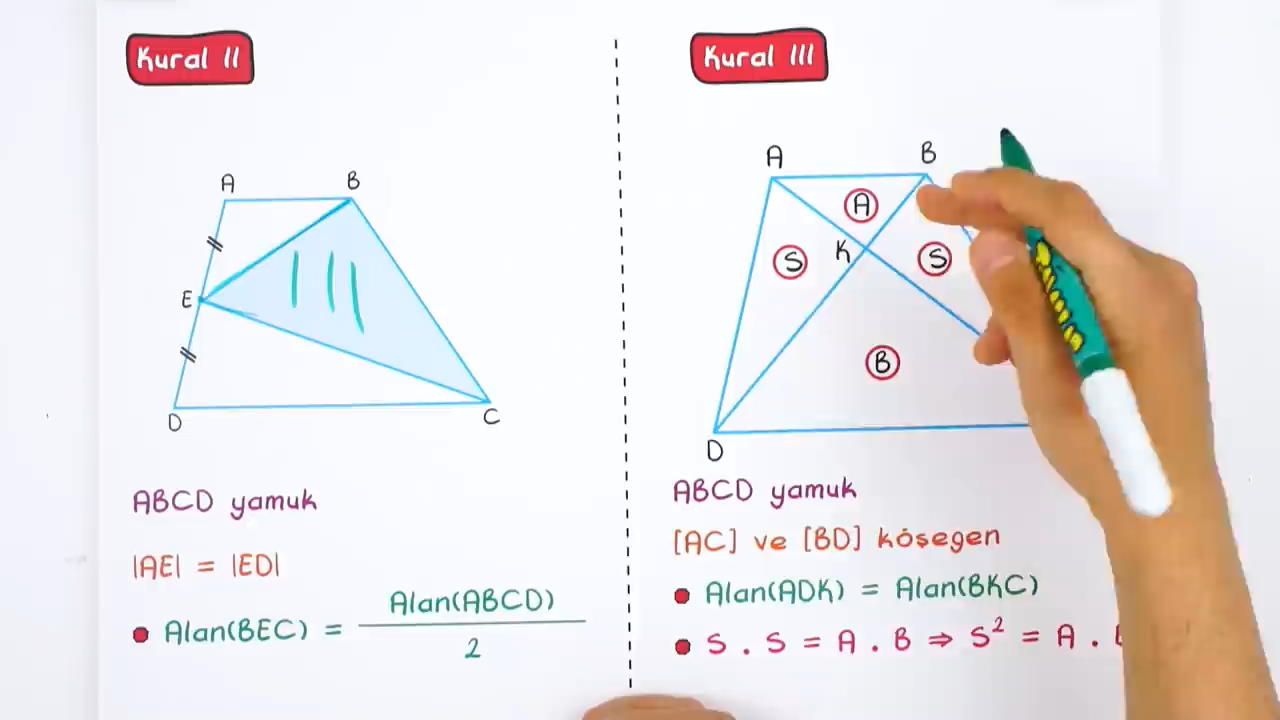 Kural II
A
B
E
D
C
ABCD yamuk
|AE| = |ED|
Alan(BEC) = Alan(ABCD)
2
Kural III
A
B
A
S
K
S
B
D
ABCD yamuk
[AC] ve [BD] köşegen
Alan(ADK) = Alan(BKC)
S . S = A . B ⇒ S² = A .